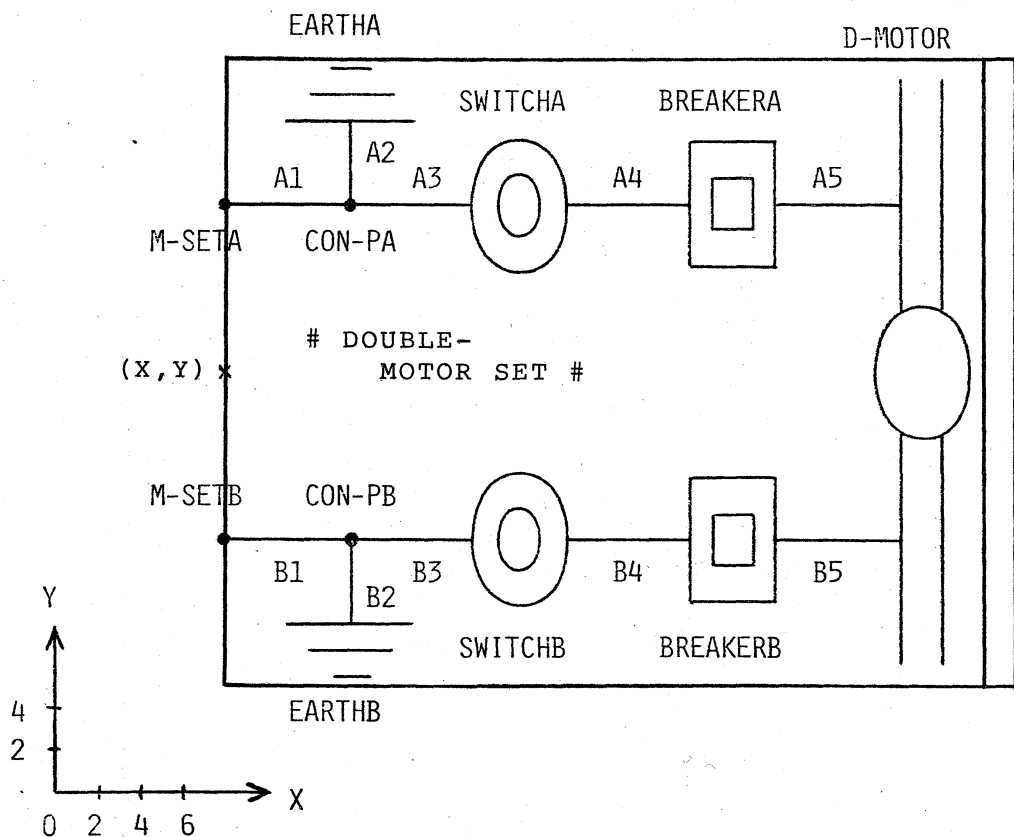 EARTHA
D-MOTOR
SWITCHA BREAKERA
A2
A1 A3 A4 A5
M-SETA CON-PA
# DOUBLE-
(X,Y) MOTOR SET #
M-SETB CON-PB
B1 B3 B4 B5
B2
Y
SWITCHB BREAKERB
EARTHB
4
2
X
0 2 4 6